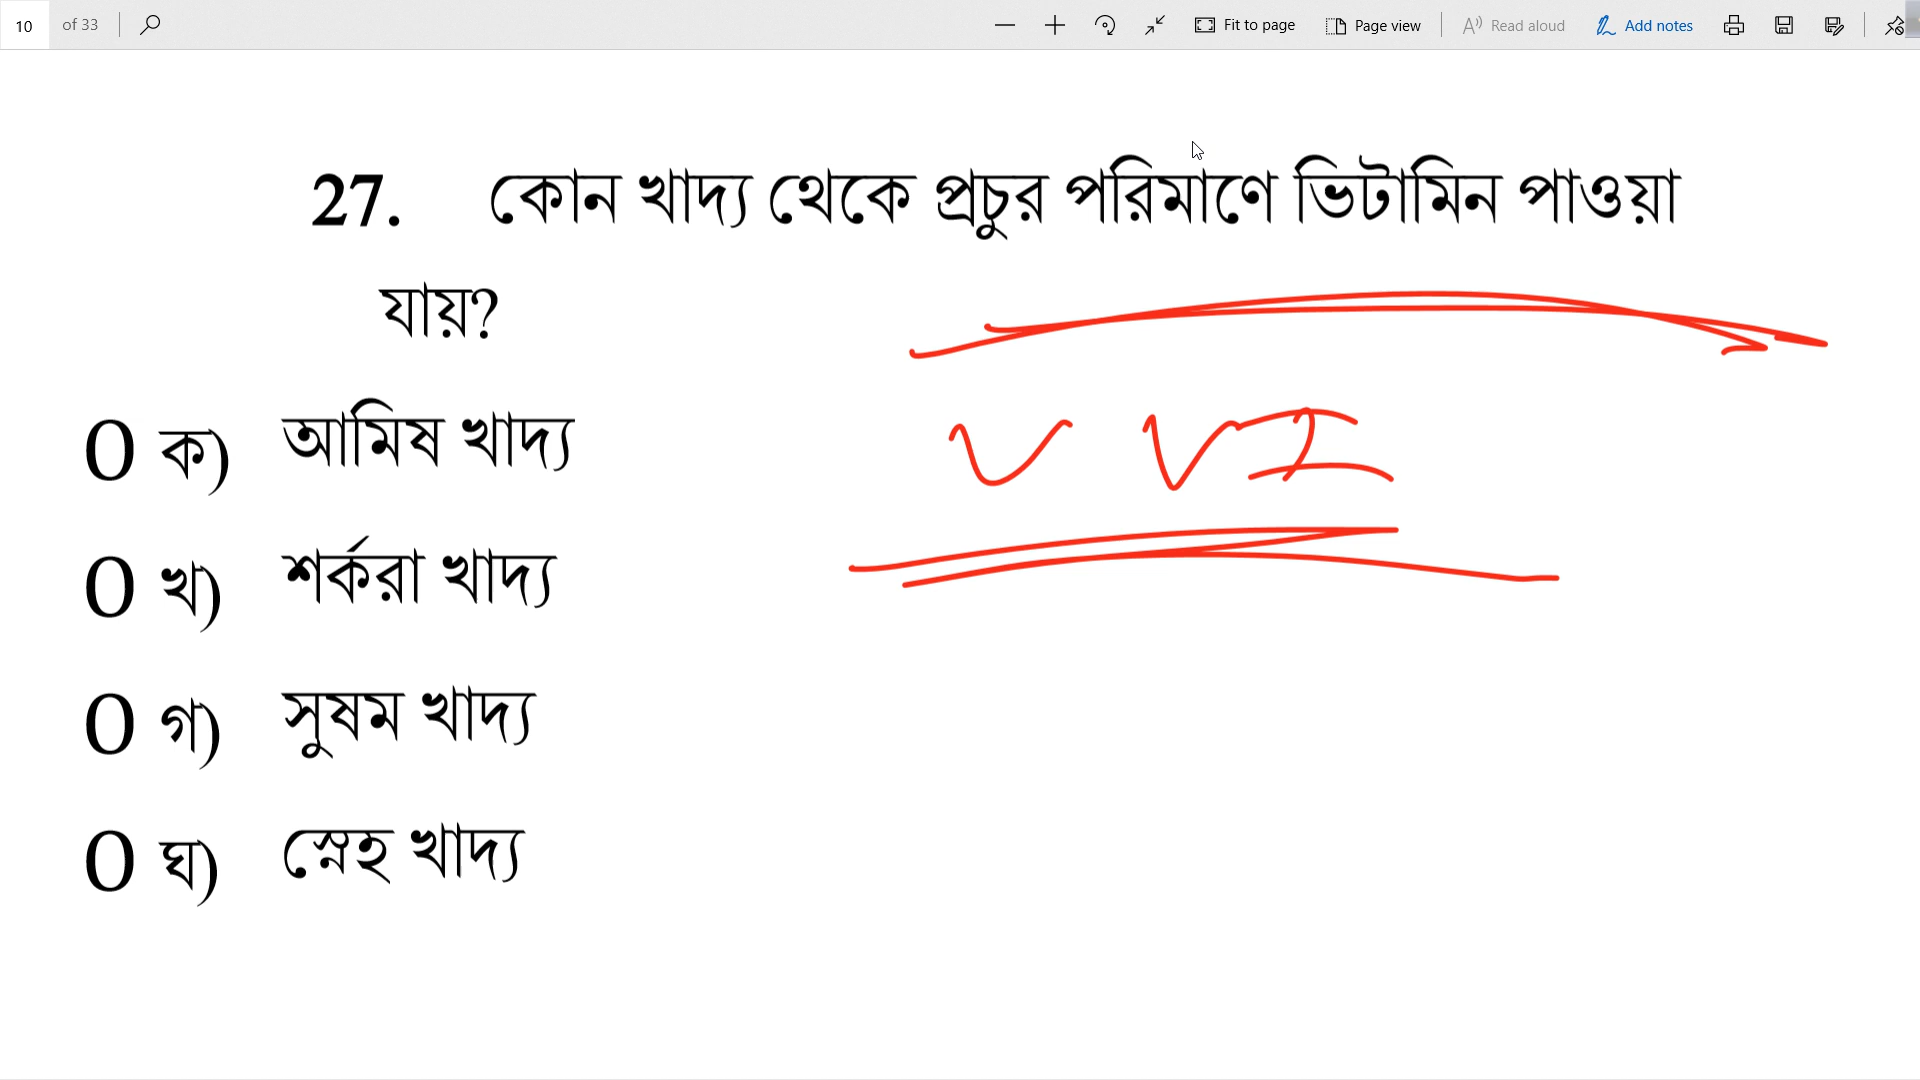 10 of 33 Fit to page Page view Read aloud Add notes
27. কোন খাদ্য থেকে প্রচুর পরিমাণে ভিটামিন পাওয়া
যায়?
O ক) আমিষ খাদ্য
V VI
O খ) শর্করা খাদ্য
O গ) সুষম খাদ্য
O ঘ) স্নেহ খাদ্য